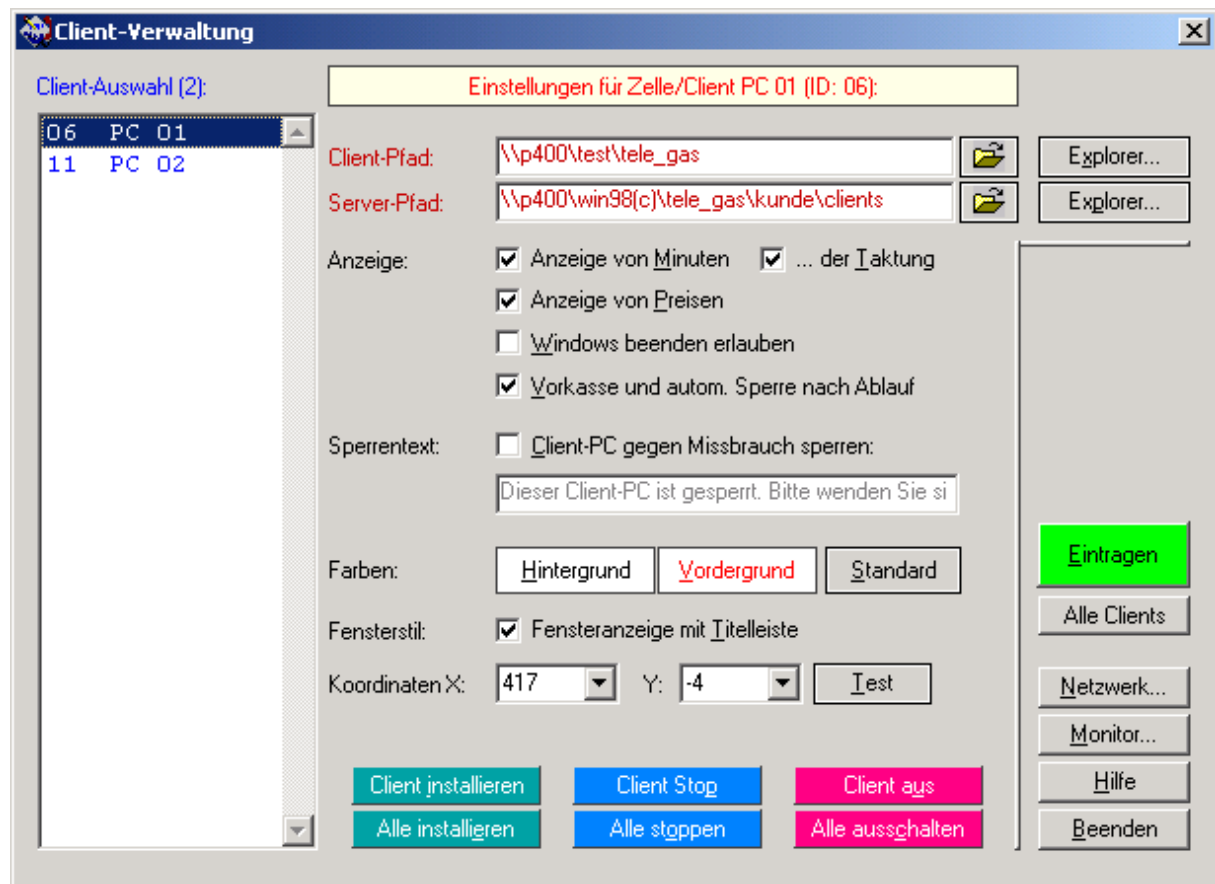 Client-Verwaltung
Client-Auswahl (2):
Einstellungen für Zelle/Client PC 01 (ID: 06):
06 PC 01
11 PC 02
Client-Pfad: \\p400\test\tele_gas Explorer...
Server-Pfad: \\p400\win98(c)\tele_gas\kunde\clients Explorer...
Anzeige: Anzeige von Minuten ... der Taktung
Anzeige von Preisen
Windows beenden erlauben
Vorkasse und autom. Sperre nach Ablauf
Sperrentext: Client-PC gegen Missbrauch sperren:
Dieser Client-PC ist gesperrt. Bitte wenden Sie si
Farben: Hintergrund Vordergrund Standard
Eintragen
Alle Clients
Fensterstil: Fensteranzeige mit Titelleiste
Koordinaten X: 417 Y: -4 Test
Netzwerk...
Monitor...
Client installieren Client Stop Client aus
Hilfe
Alle installieren Alle stoppen Alle ausschalten
Beenden